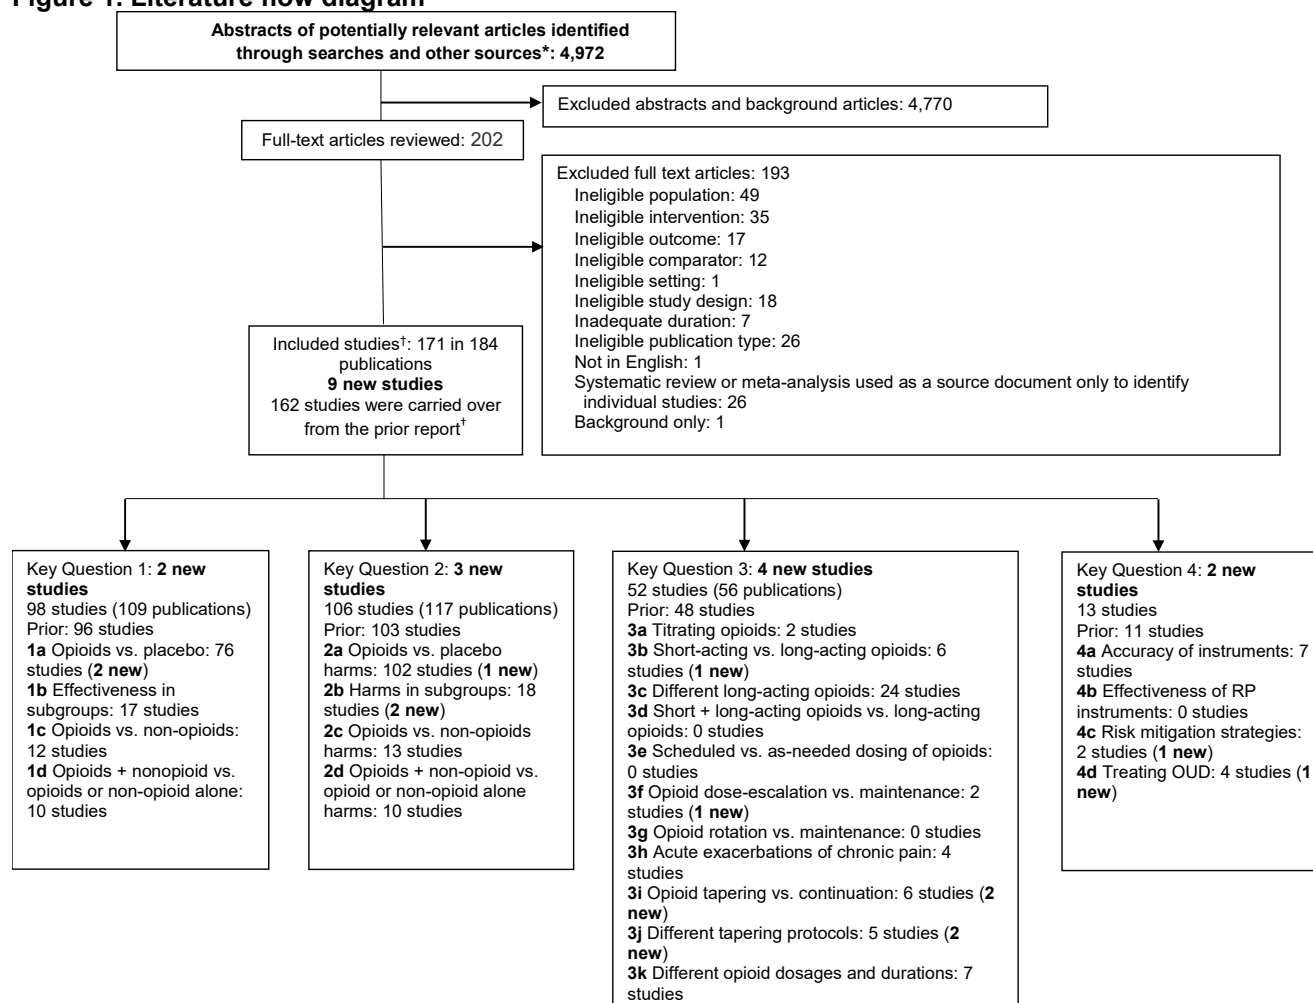 Figure 1. Literature flow diagram
Abstracts of potentially relevant articles identified
through searches and other sources*: 4,972
Excluded abstracts and background articles: 4,770
Full-text articles reviewed: 202
Excluded full text articles: 193
Ineligible population: 49
Ineligible intervention: 35
Ineligible outcome: 17
Ineligible comparator: 12
Ineligible setting: 1
Ineligible study design: 18
Inadequate duration: 7
Ineligible publication type: 26
Not in English: 1
Systematic review or meta-analysis used as a source document only to identify
individual studies: 26
Background only: 1
Included studies†: 171 in 184
publications
9 new studies
162 studies were carried over
from the prior report†
Key Question 1: 2 new
studies
98 studies (109 publications)
Prior: 96 studies
1a Opioids vs. placebo: 76
studies (2 new)
1b Effectiveness in
subgroups: 17 studies
1c Opioids vs. non-opioids:
12 studies
1d Opioids + nonopioid vs.
opioids or non-opioid alone:
10 studies
Key Question 2: 3 new
studies
106 studies (117 publications)
Prior: 103 studies
2a Opioids vs. placebo
harms: 102 studies (1 new)
2b Harms in subgroups: 18
studies (2 new)
2c Opioids vs. non-opioids
harms: 13 studies
2d Opioids + non-opioid vs.
opioid or non-opioid alone
harms: 10 studies
Key Question 3: 4 new studies
52 studies (56 publications)
Prior: 48 studies
3a Titrating opioids: 2 studies
3b Short-acting vs. long-acting opioids: 6
studies (1 new)
3c Different long-acting opioids: 24 studies
3d Short + long-acting opioids vs. long-acting
opioids: 0 studies
3e Scheduled vs. as-needed dosing of opioids:
0 studies
3f Opioid dose-escalation vs. maintenance: 2
studies (1 new)
3g Opioid rotation vs. maintenance: 0 studies
3h Acute exacerbations of chronic pain: 4
studies
3i Opioid tapering vs. continuation: 6 studies (2
new)
3j Different tapering protocols: 5 studies (2
new)
3k Different opioid dosages and durations: 7
studies
Key Question 4: 2 new
studies
13 studies
Prior: 11 studies
4a Accuracy of instruments: 7
studies
4b Effectiveness of RP
instruments: 0 studies
4c Risk mitigation strategies:
2 studies (1 new)
4d Treating OUD: 4 studies (1
new)